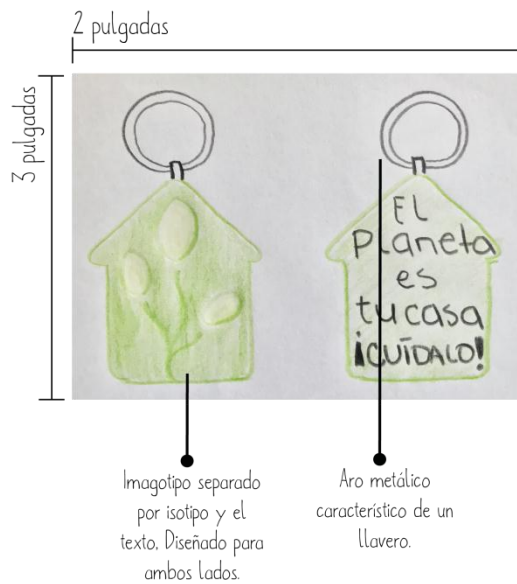 2 pulgadas
3 pulgadas
El
Planeta
es
tu casa
¡CUÍDALO!
Imagotipo separado
por isotipo y el
texto. Diseñado para
ambos lados.
Aro metálico
característico de un
llavero.